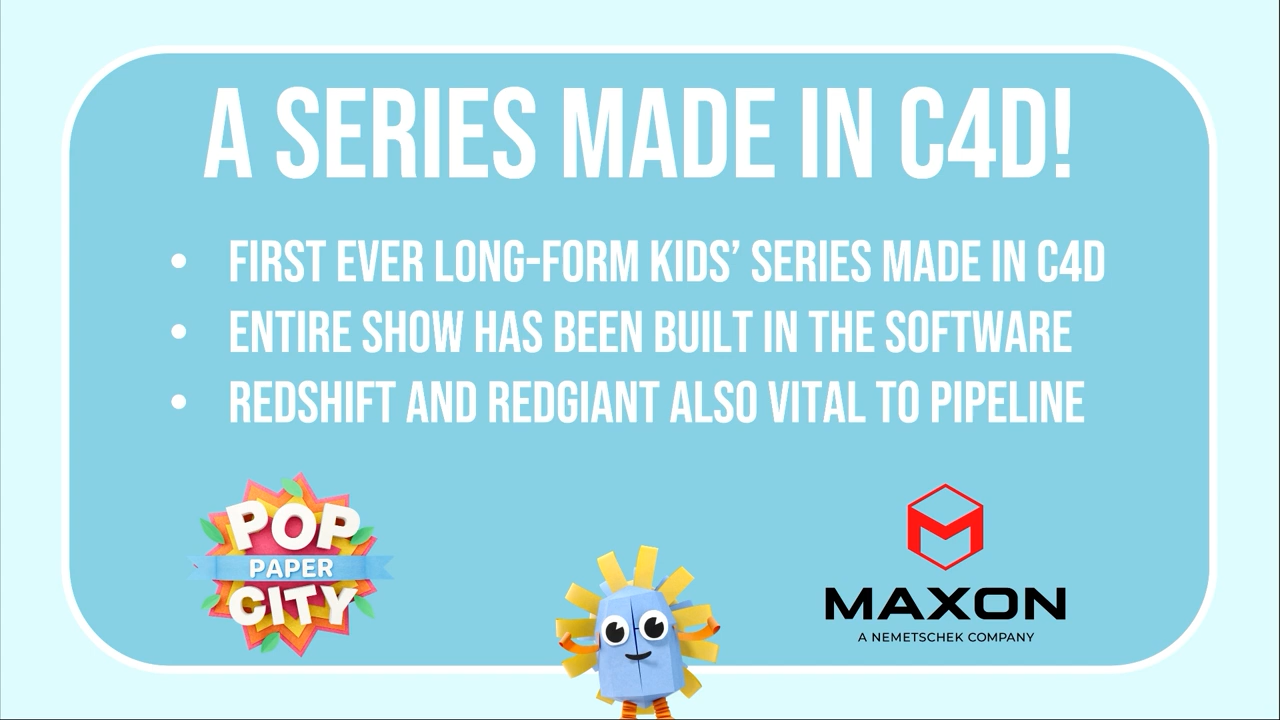 A SERIES MADE IN C4D!
• FIRST EVER LONG-FORM KIDS’ SERIES MADE IN C4D
• ENTIRE SHOW HAS BEEN BUILT IN THE SOFTWARE
• REDSHIFT AND REDGIANT ALSO VITAL TO PIPELINE
POP
PAPER
CITY
MAXON
A NEMETSCHEK COMPANY